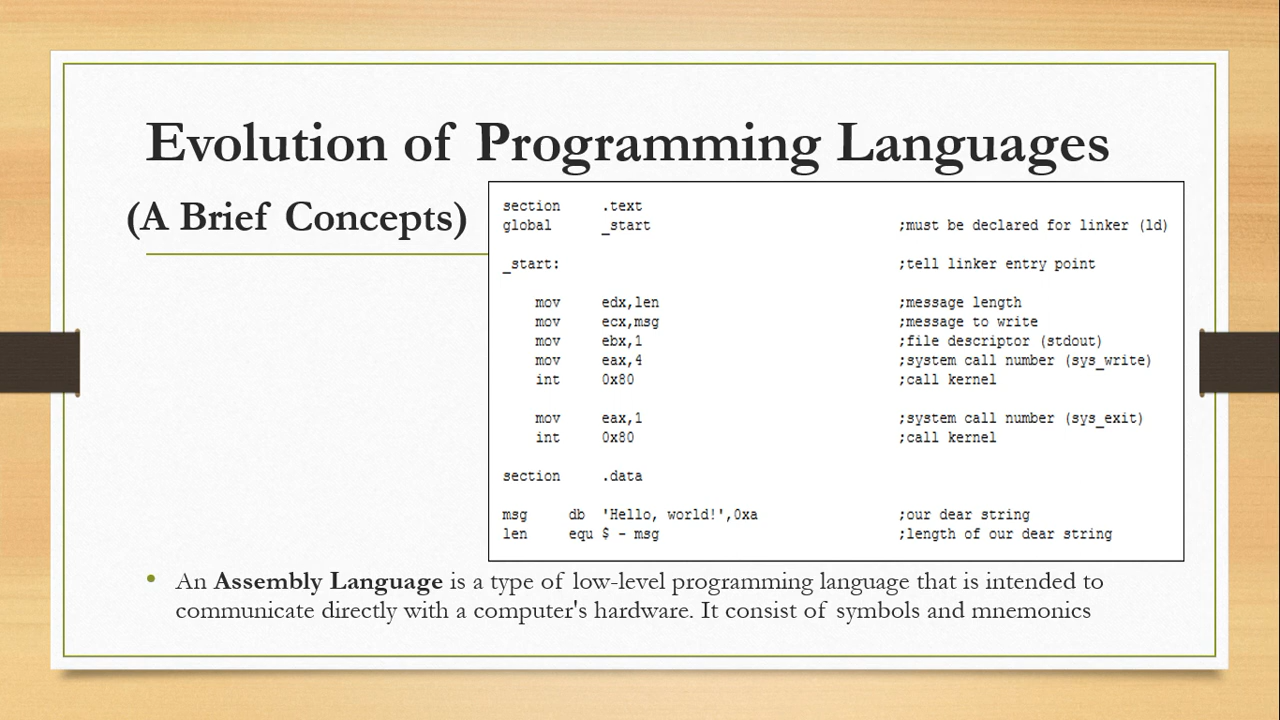 Evolution of Programming Languages
(A Brief Concepts)
section .text
global _start ;must be declared for linker (ld)
_start: ;tell linker entry point
mov edx,len ;message length
mov ecx,msg ;message to write
mov ebx,1 ;file descriptor (stdout)
mov eax,4 ;system call number (sys_write)
int 0x80 ;call kernel
mov eax,1 ;system call number (sys_exit)
int 0x80 ;call kernel
section .data
msg db 'Hello, world!',0xa ;our dear string
len equ $ - msg ;length of our dear string
• An Assembly Language is a type of low-level programming language that is intended to
communicate directly with a computer's hardware. It consist of symbols and mnemonics